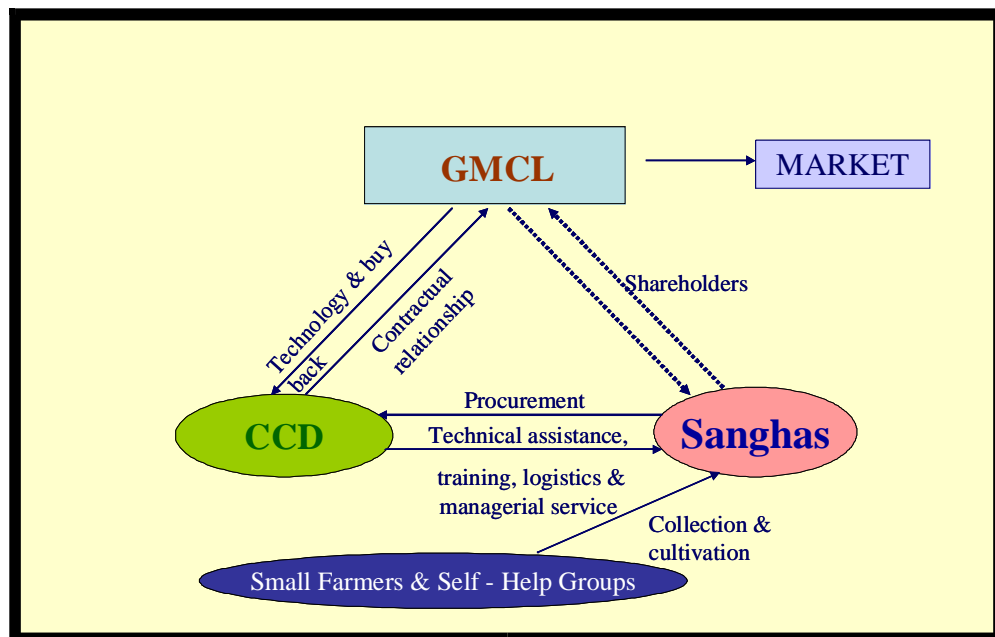 GMCL
MARKET
Technology & buy
back
Contractual
relationship
Shareholders
Procurement
CCD
Technical assistance,
Sanghas
training, logistics &
managerial service
Collection &
cultivation
Small Farmers & Self - Help Groups